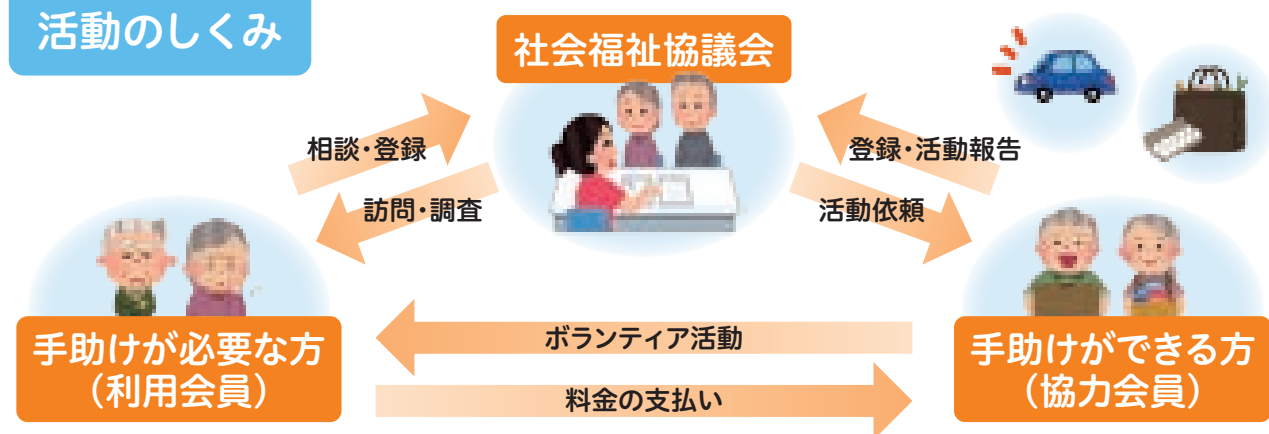 活動のしくみ
社会福祉協議会
相談・登録
登録・活動報告
訪問・調査
活動依頼
手助けが必要な方
（利用会員）
ボランティア活動
料金の支払い
手助けができる方
（協力会員）